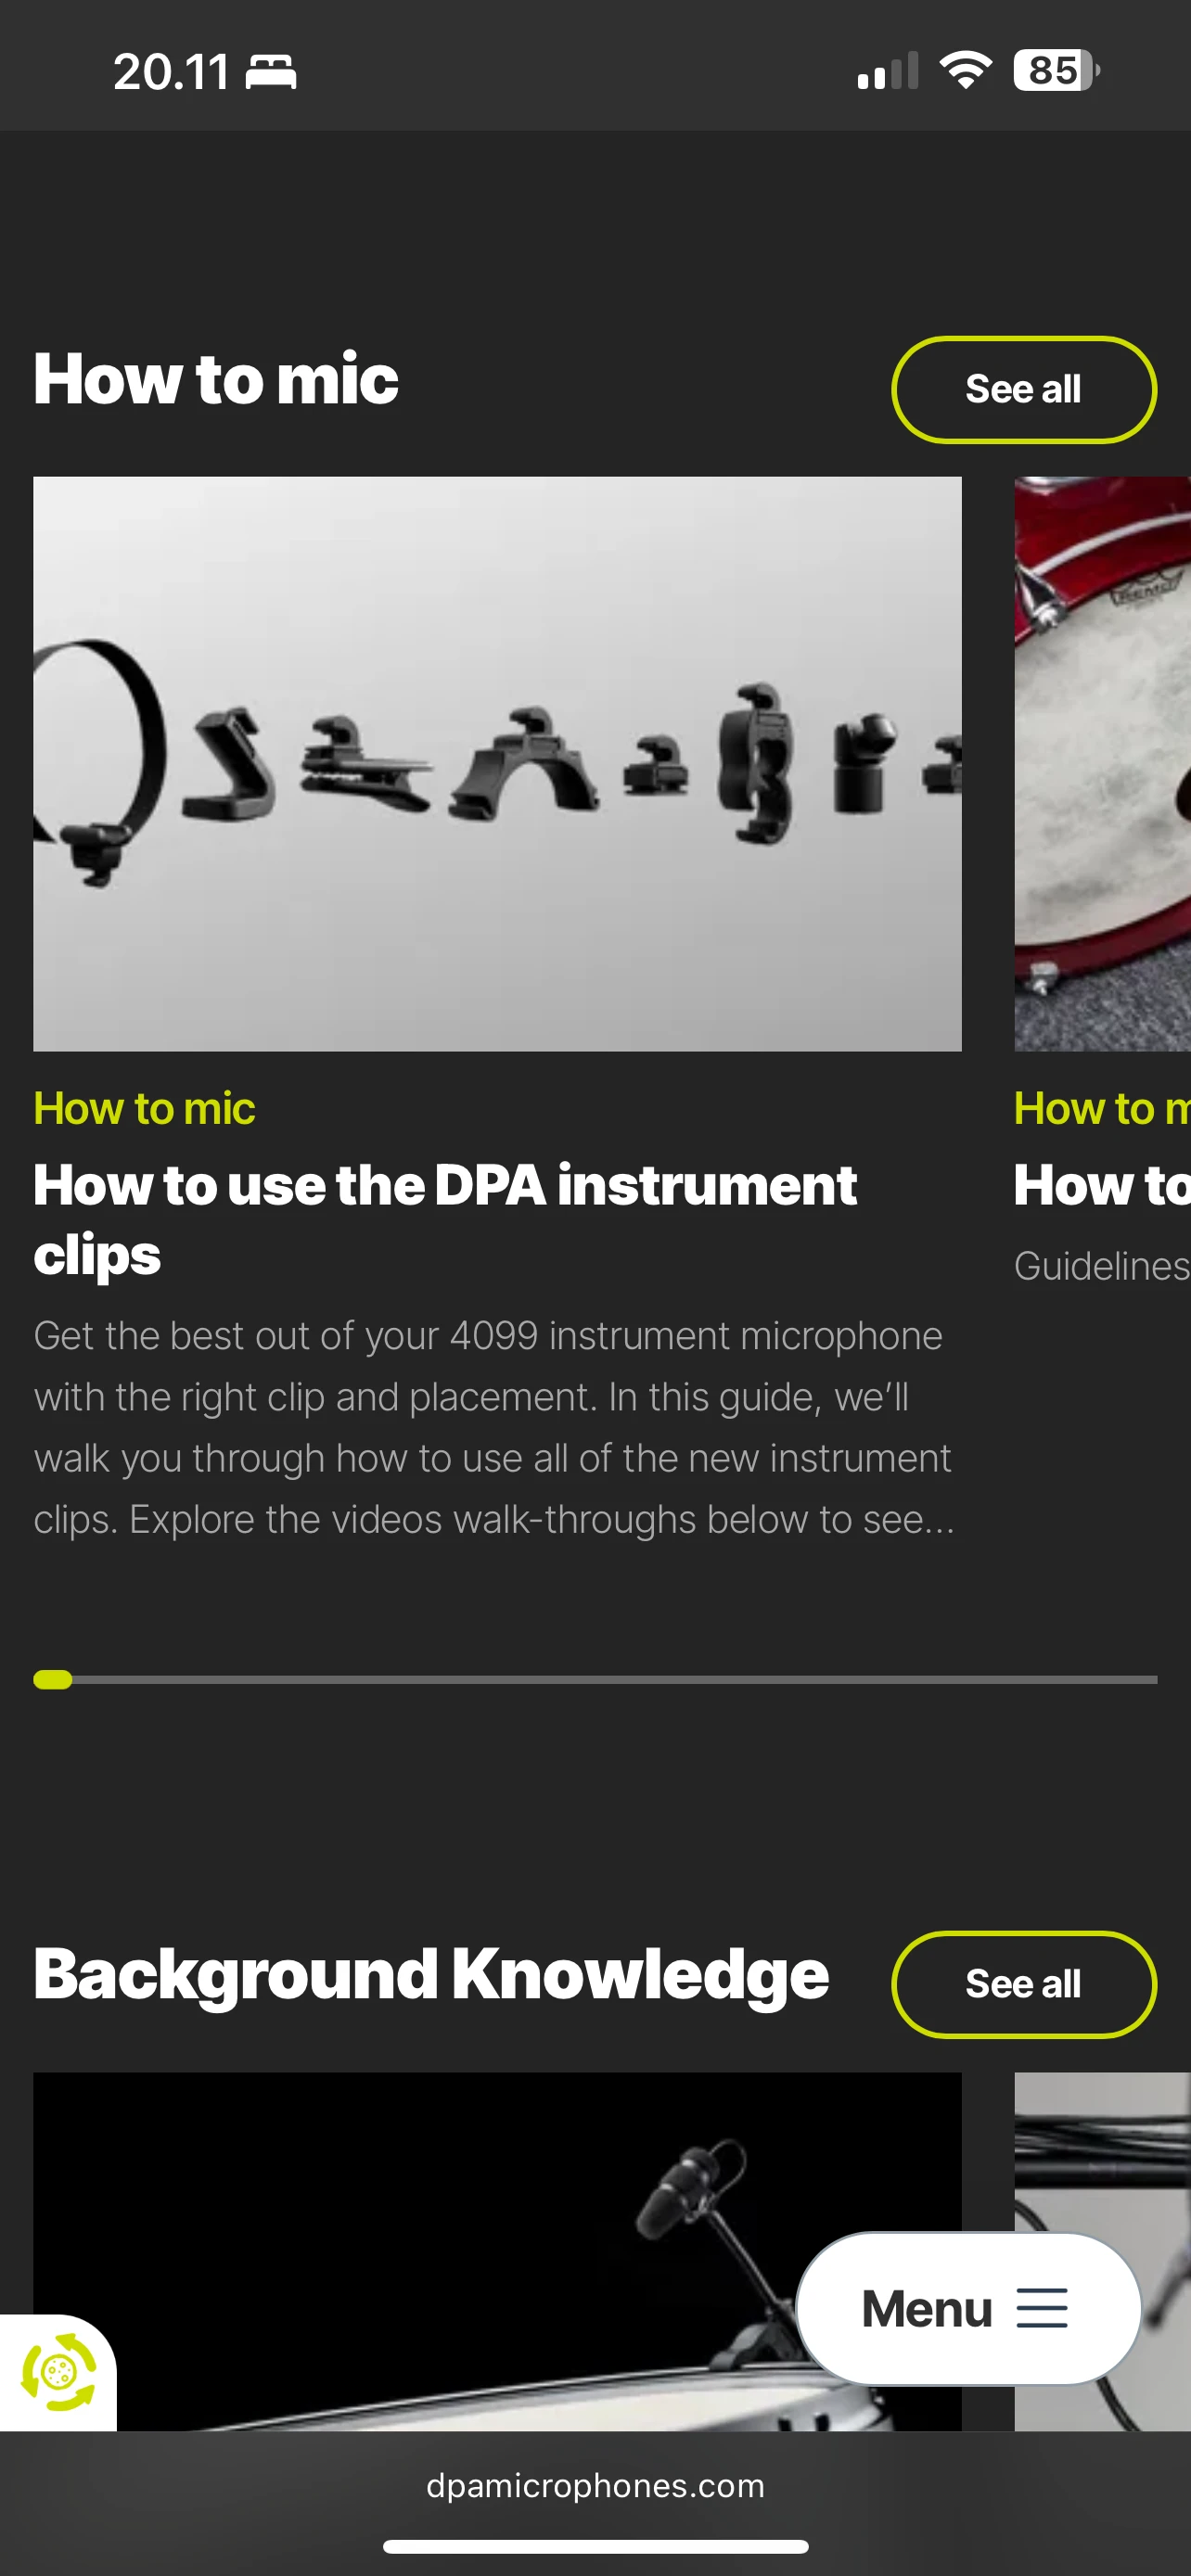 20.11
85
How to mic
See all
REMO
How to mic
How to use the DPA instrument
clips
Get the best out of your 4099 instrument microphone
with the right clip and placement. In this guide, we’ll
walk you through how to use all of the new instrument
clips. Explore the videos walk-throughs below to see...
How to m
How to
Guidelines
Background Knowledge
See all
Menu
dpamicrophones.com